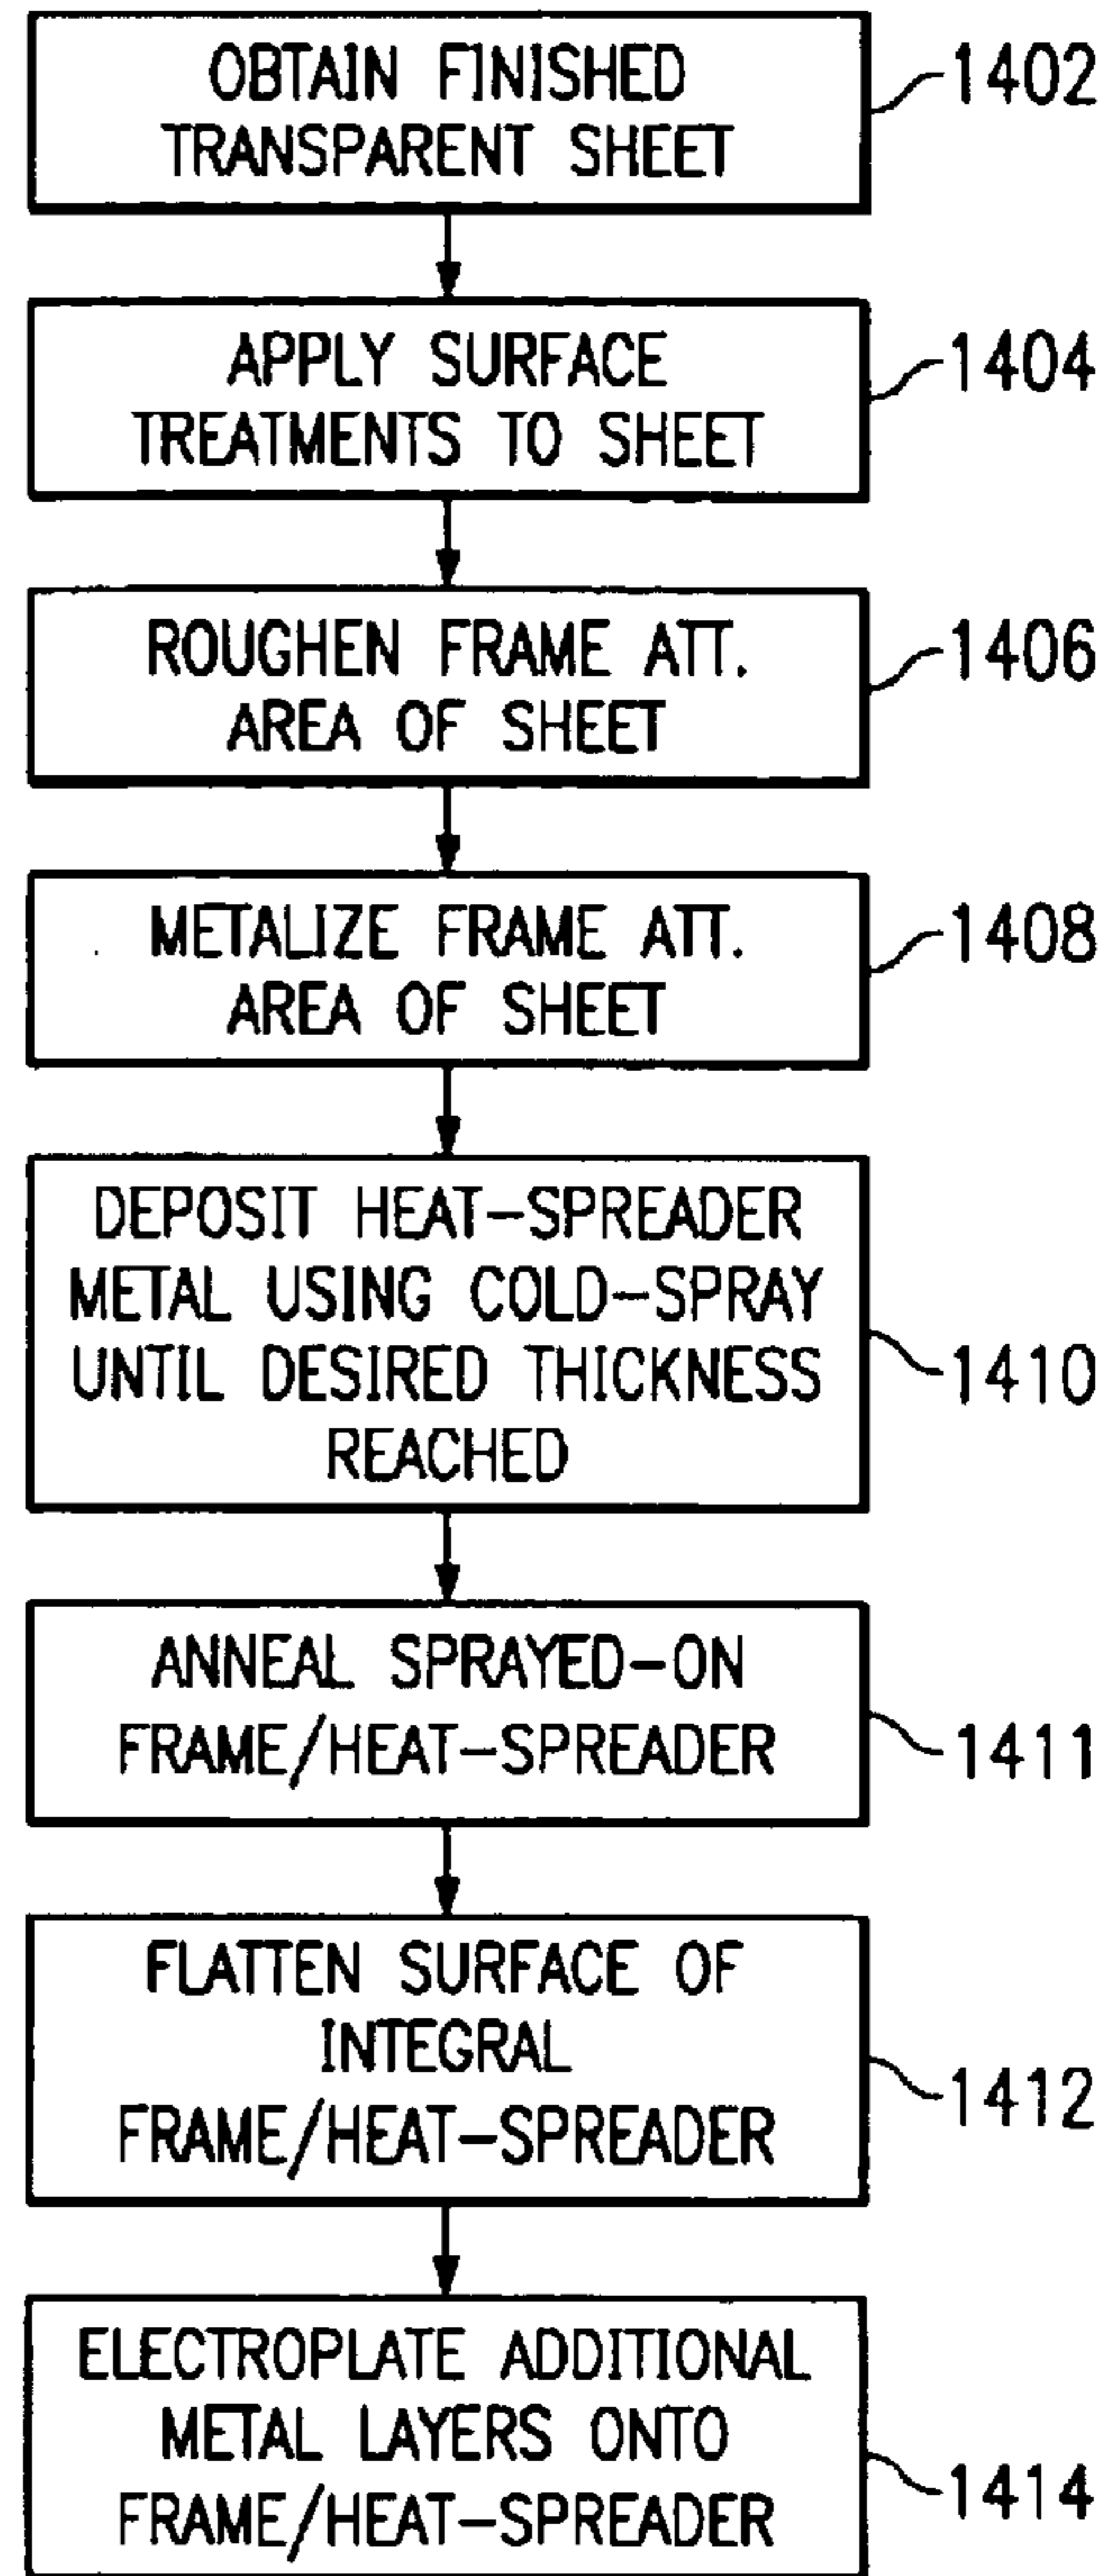 OBTAIN FINISHED
TRANSPARENT SHEET
1402
APPLY SURFACE
TREATMENTS TO SHEET
1404
ROUGHEN FRAME ATT.
AREA OF SHEET
1406
METALIZE FRAME ATT.
AREA OF SHEET
1408
DEPOSIT HEAT-SPREADER
METAL USING COLD-SPRAY
UNTIL DESIRED THICKNESS
REACHED
1410
ANNEAL SPRAYED-ON
FRAME/HEAT-SPREADER
1411
FLATTEN SURFACE OF
INTEGRAL
FRAME/HEAT-SPREADER
1412
ELECTROPLATE ADDITIONAL
METAL LAYERS ONTO
FRAME/HEAT-SPREADER
1414